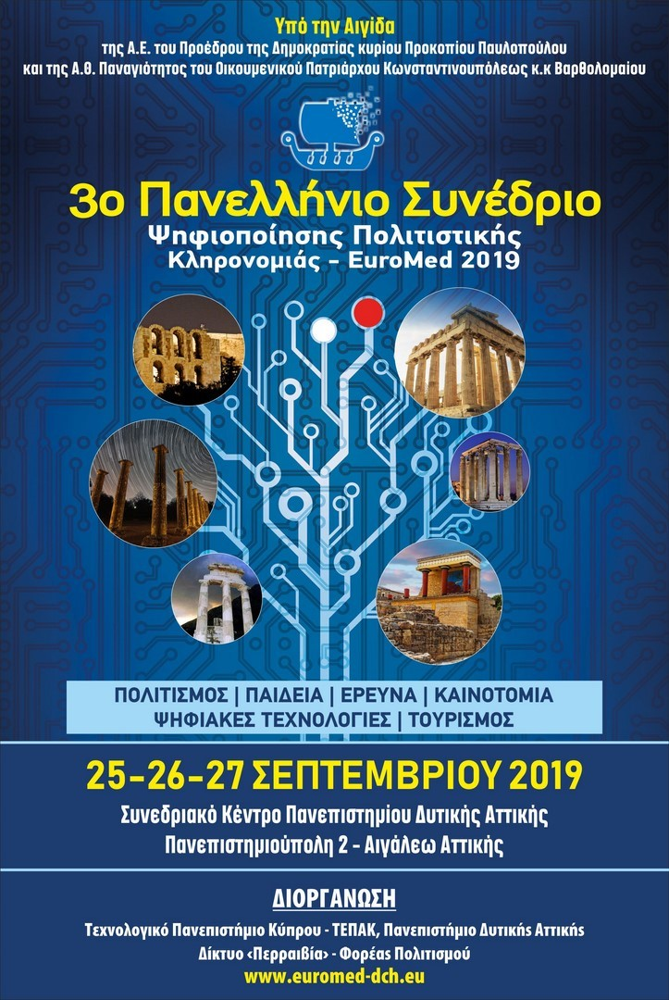 Υπό την Αιγίδα
της Α.Ε. του Προέδρου της Δημοκρατίας κυρίου Προκοπίου Παυλοπούλου
και της Α.Θ. Παναγιότητος του Οικουμενικού Πατριάρχου Κωνσταντινουπόλεως κ.κ Βαρθολομαίου
3ο Πανελλήνιο Συνέδριο
Ψηφιοποίησης Πολιτιστικής
Κληρονομιάς - EuroMed 2019
ΠΟΛΙΤΙΣΜΟΣ | ΠΑΙΔΕΙΑ | ΕΡΕΥΝΑ | ΚΑΙΝΟΤΟΜΙΑ
ΨΗΦΙΑΚΕΣ ΤΕΧΝΟΛΟΓΙΕΣ | ΤΟΥΡΙΣΜΟΣ
25-26-27 ΣΕΠΤΕΜΒΡΙΟΥ 2019
Συνεδριακό Κέντρο Πανεπιστημίου Δυτικής Αττικής
Πανεπιστημιούπολη 2 - Αιγάλεω Αττικής
ΔΙΟΡΓΑΝΩΣΗ
Τεχνολογικό Πανεπιστήμιο Κύπρου - ΤΕΠΑΚ, Πανεπιστήμιο Δυτικής Αττικής
Δίκτυο «Περραιβία» - Φορέας Πολιτισμού
www.euromed-dch.eu